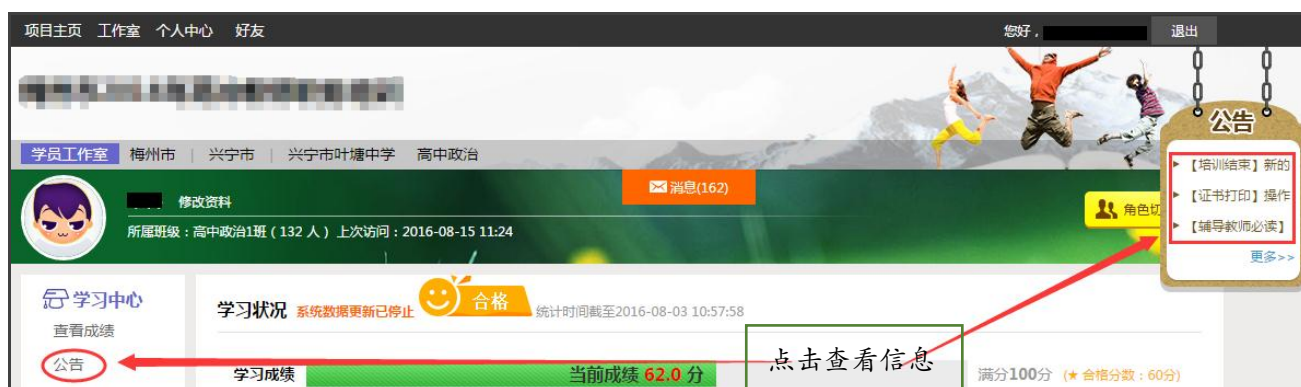 项目主页 工作室 个人中心 好友 您好， 退出
公告
学员工作室 梅州市 | 兴宁市 | 兴宁市叶塘中学 高中政治
【培训结束】新的
【证书打印】操作
【辅导教师必读】
更多>>
消息(162)
修改资料
角色切
所属班级：高中政治1班（132 人） 上次访问：2016-08-15 11:24
学习中心
查看成绩
公告
学习状况 系统数据更新已停止 合格 统计时间截至2016-08-03 10:57:58
点击查看信息
学习成绩 当前成绩 62.0 分 满分100分 (★ 合格分数：60分)